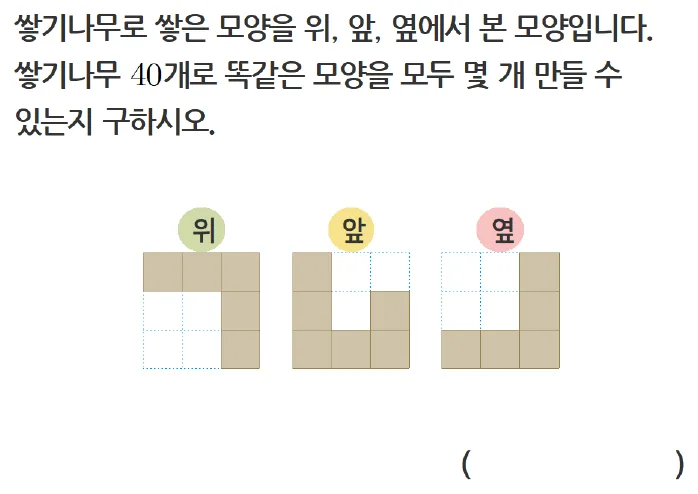 쌓기나무로 쌓은 모양을 위, 앞, 옆에서 본 모양입니다.
쌓기나무 40개로 똑같은 모양을 모두 몇 개 만들 수
있는지 구하시오.
위 앞 옆
( )